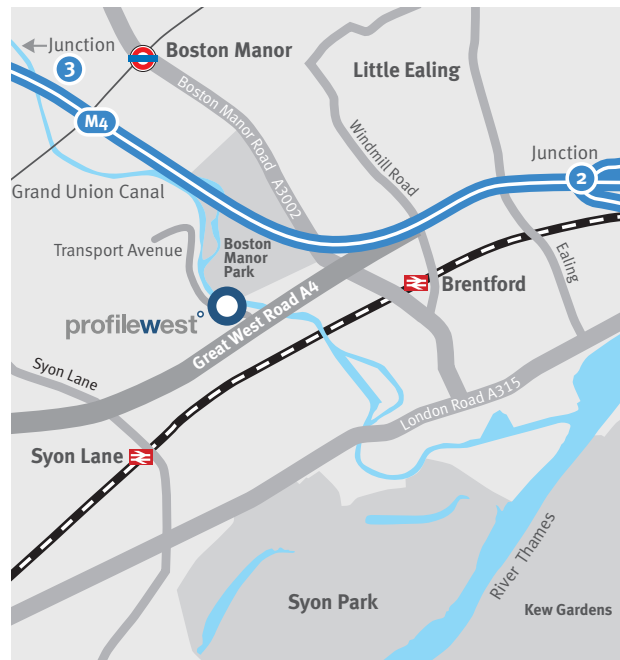 Junction
3
Boston Manor
Little Ealing
M4
Boston Manor Road A3002
Windmill Road
Junction
2
Grand Union Canal
Transport Avenue
Boston
Manor
Park
Ealing
Brentford
profilewest
Great West Road A4
Syon Lane
London Road A315
Syon Lane
River Thames
Syon Park
Kew Gardens